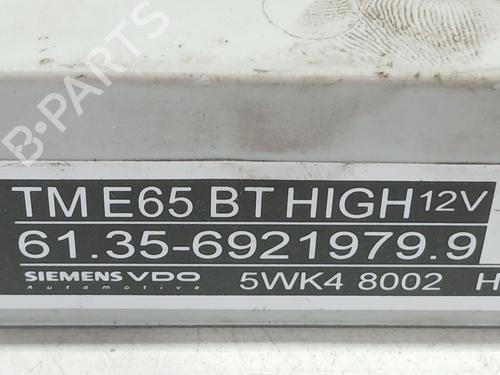 B-PARTS
TM E65 BT HIGH 12V
61.35-6921979.9
SIEMENS VDO 5WK4 8002 H
Automotive